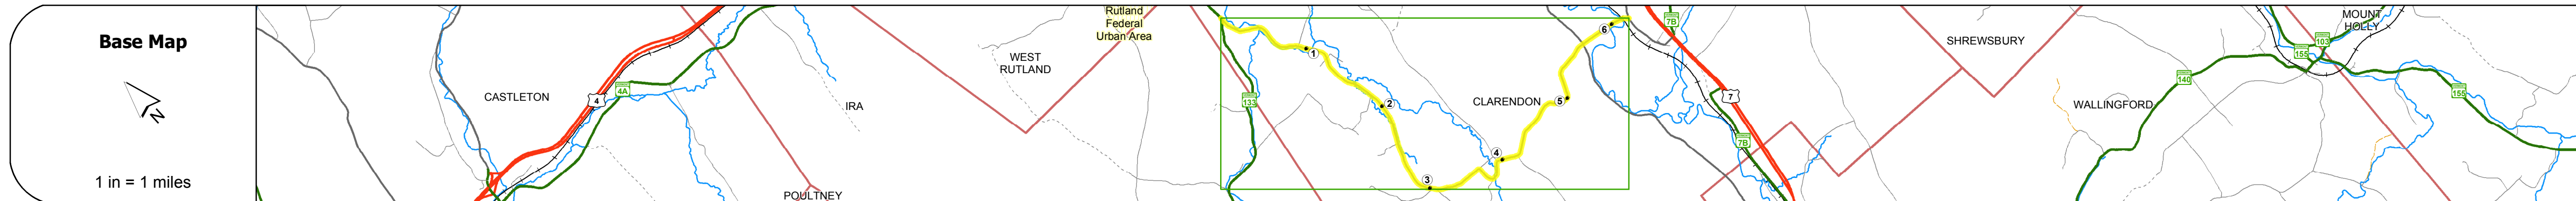 Base Map
N
1 in = 1 miles
CASTLETON
4
4A
POULTNEY
IRA
WEST
RUTLAND
Rutland
Federal
Urban Area
133
1
2
3
4
5
6
CLARENDON
7B
7
7B
SHREWSBURY
WALLINGFORD
140
MOUNT
HOLLY
155
103
155